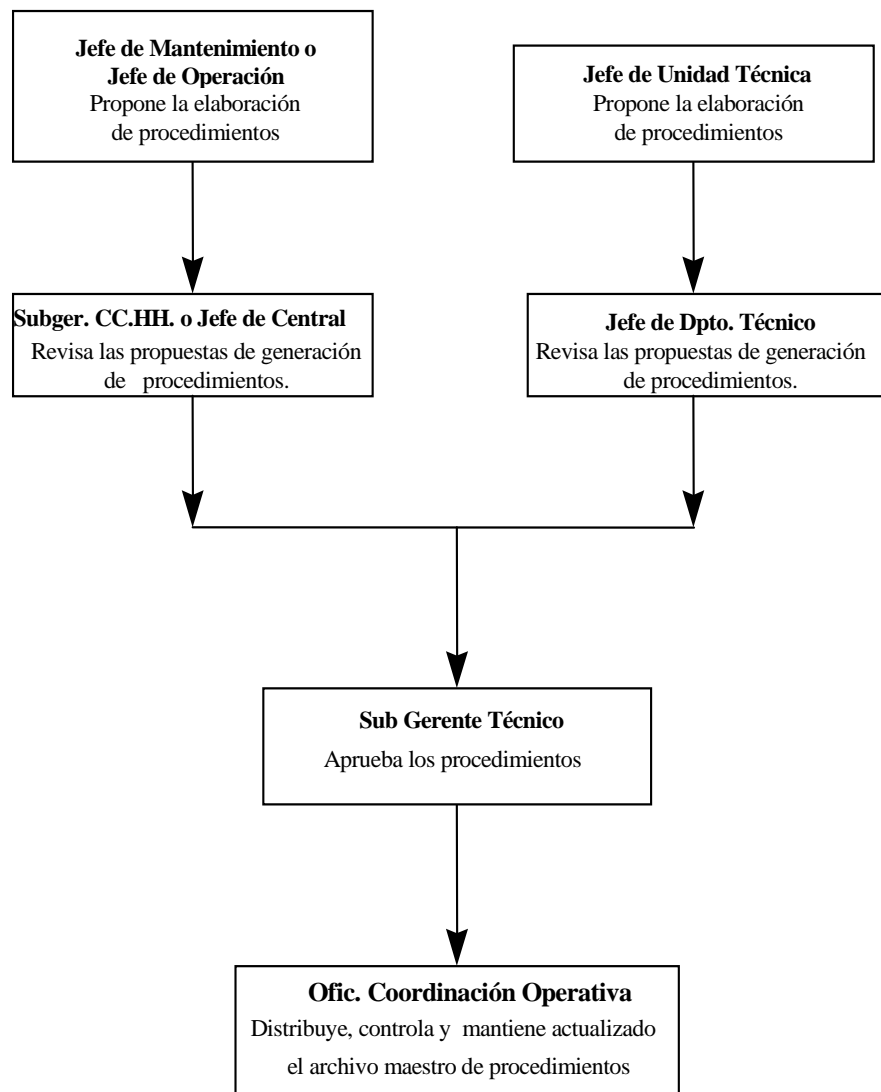 Jefe de Mantenimiento o
Jefe de Operación
Propone la elaboración
de procedimientos
Jefe de Unidad Técnica
Propone la elaboración
de procedimientos
Subger. CC.HH. o Jefe de Central
Revisa las propuestas de generación
de procedimientos.
Jefe de Dpto. Técnico
Revisa las propuestas de generación
de procedimientos.
Sub Gerente Técnico
Aprueba los procedimientos
Ofic. Coordinación Operativa
Distribuye, controla y mantiene actualizado
el archivo maestro de procedimientos